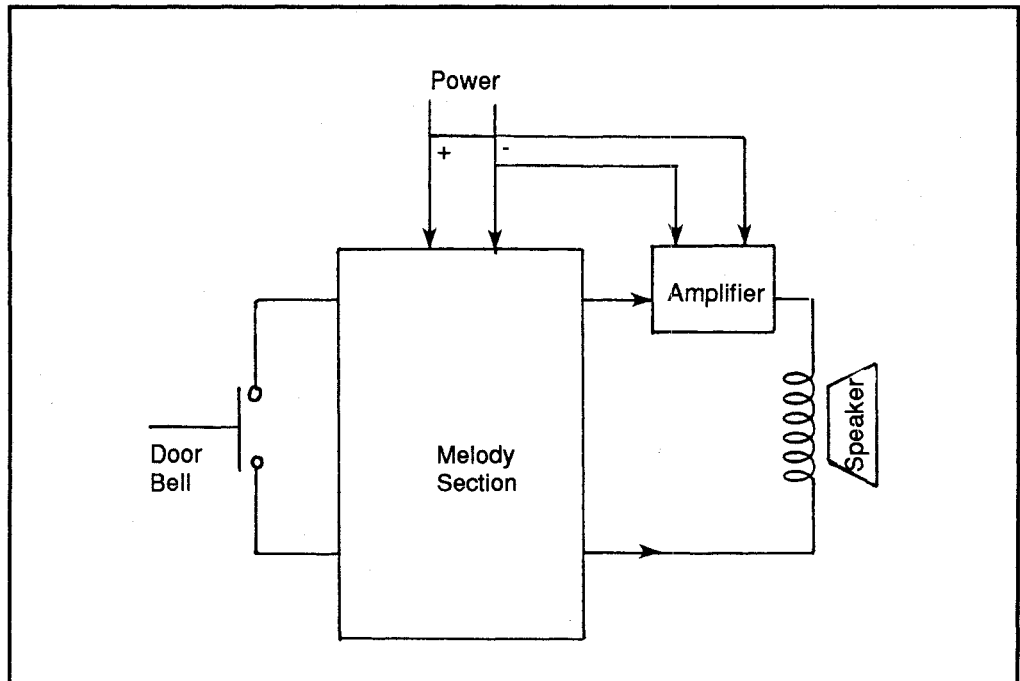 Power
+
-
Amplifier
Speaker
Door
Bell
Melody
Section